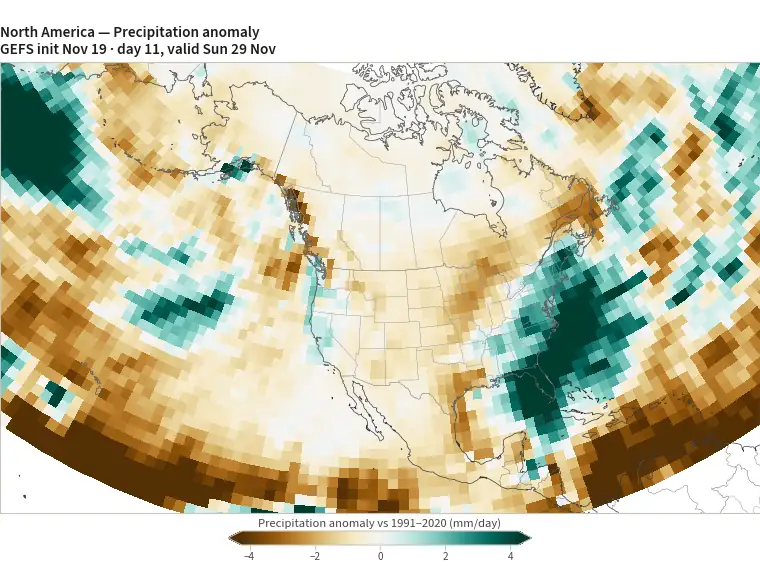 North America — Precipitation anomaly
GEFS init Nov 19 · day 11, valid Sun 29 Nov
Precipitation anomaly vs 1991–2020 (mm/day)
−4 −2 0 2 4